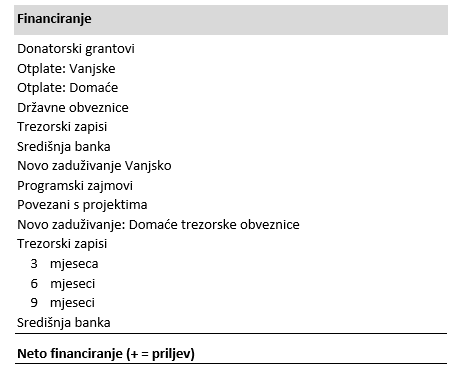 Financiranje
Donatorski grantovi
Otplate: Vanjske
Otplate: Domaće
Državne obveznice
Trezorski zapisi
Središnja banka
Novo zaduživanje Vanjsko
Programski zajmovi
Povezani s projektima
Novo zaduživanje: Domaće trezorske obveznice
Trezorski zapisi
3 mjeseca
6 mjeseci
9 mjeseci
Središnja banka
Neto financiranje (+ = priljev)